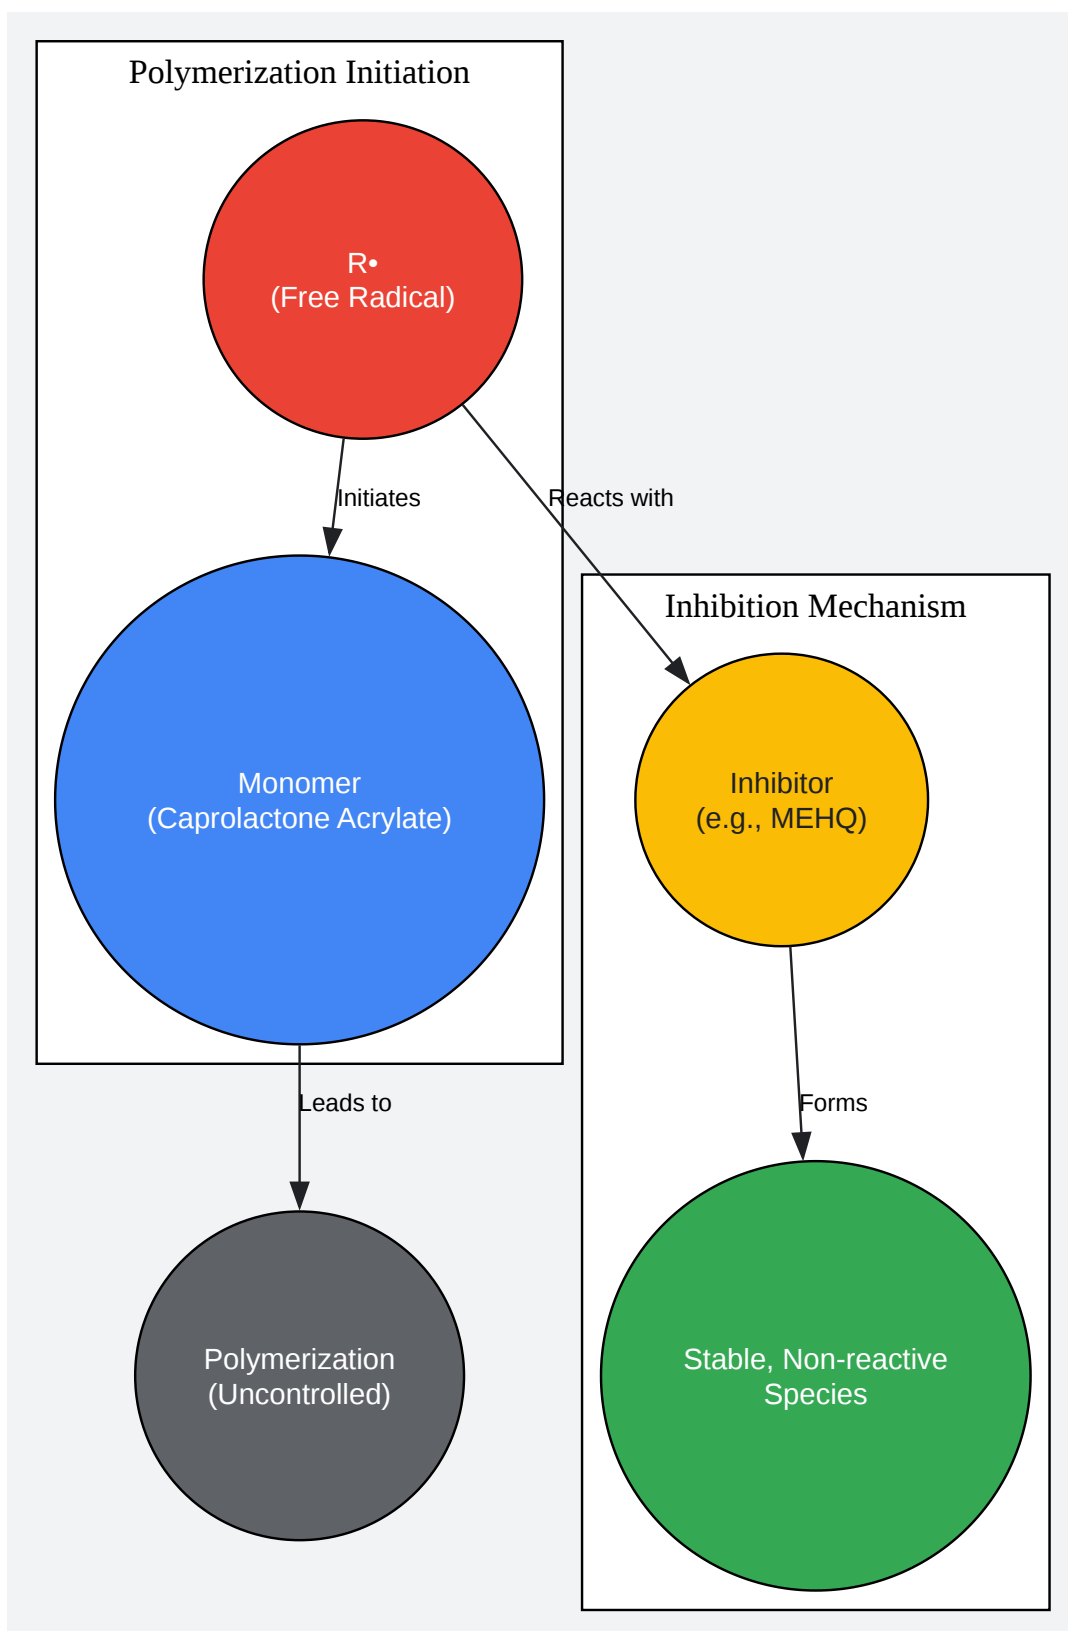 Polymerization Initiation
R•
(Free Radical)
Initiates
Reacts with
Inhibition Mechanism
Monomer
(Caprolactone Acrylate)
Inhibitor
(e.g., MEHQ)
Leads to
Forms
Polymerization
(Uncontrolled)
Stable, Non-reactive
Species